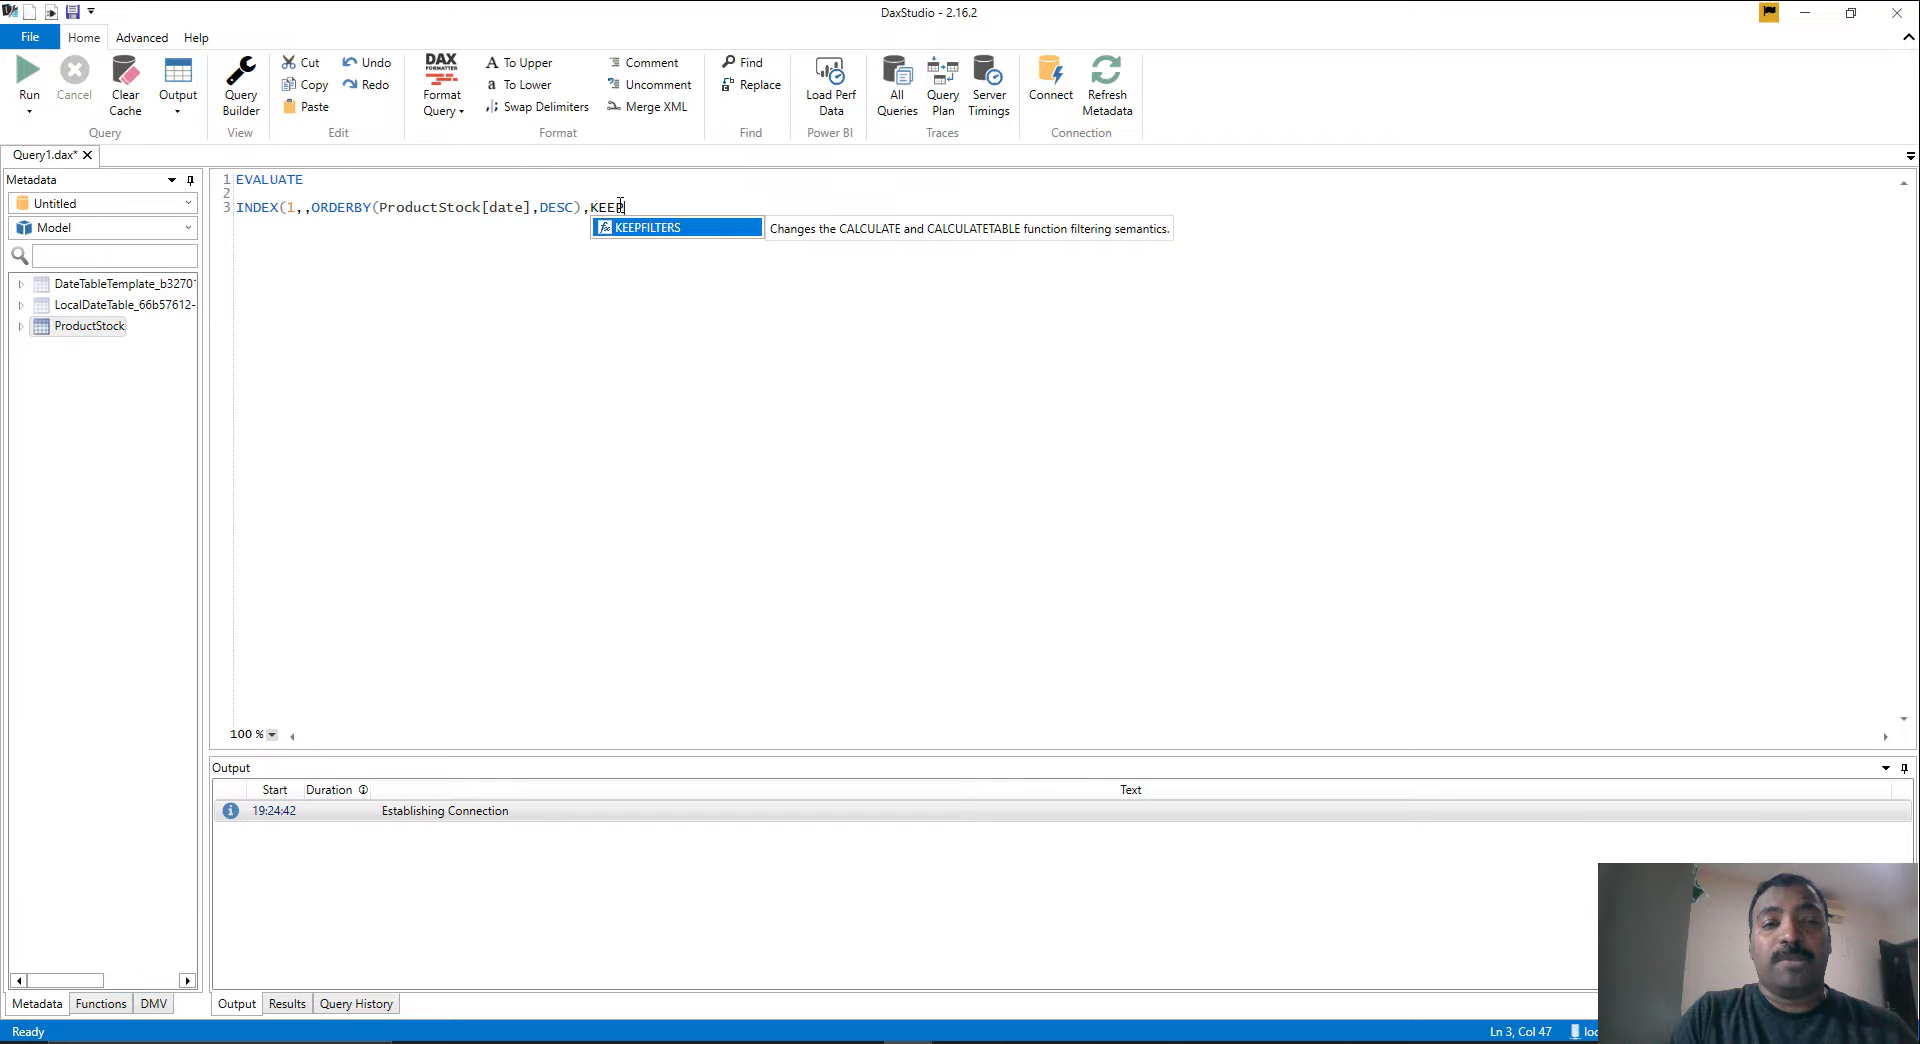 DaxStudio - 2.16.2
File Home Advanced Help
Run
Cancel
Clear Cache
Output
Query
Query Builder
View
Cut
Copy
Paste
Undo
Redo
Edit
DAX FORMATTER
Format Query
To Upper
To Lower
Swap Delimiters
Comment
Uncomment
Merge XML
Format
Find
Replace
Find
Load Perf Data
Power BI
All Queries
Query Plan
Server Timings
Traces
Connect
Refresh Metadata
Connection
Query1.dax*
Metadata
Untitled
Model
DateTableTemplate_b3270
LocalDateTable_66b57612-
ProductStock
1 EVALUATE
2
3 INDEX(1,,ORDERBY(ProductStock[date],DESC),KEEP
KEEPFILTERS
Changes the CALCULATE and CALCULATETABLE function filtering semantics.
100 %
Output
Start Duration Text
19:24:42 Establishing Connection
Metadata Functions DMV
Output Results Query History
Ready
Ln 3, Col 47
loc